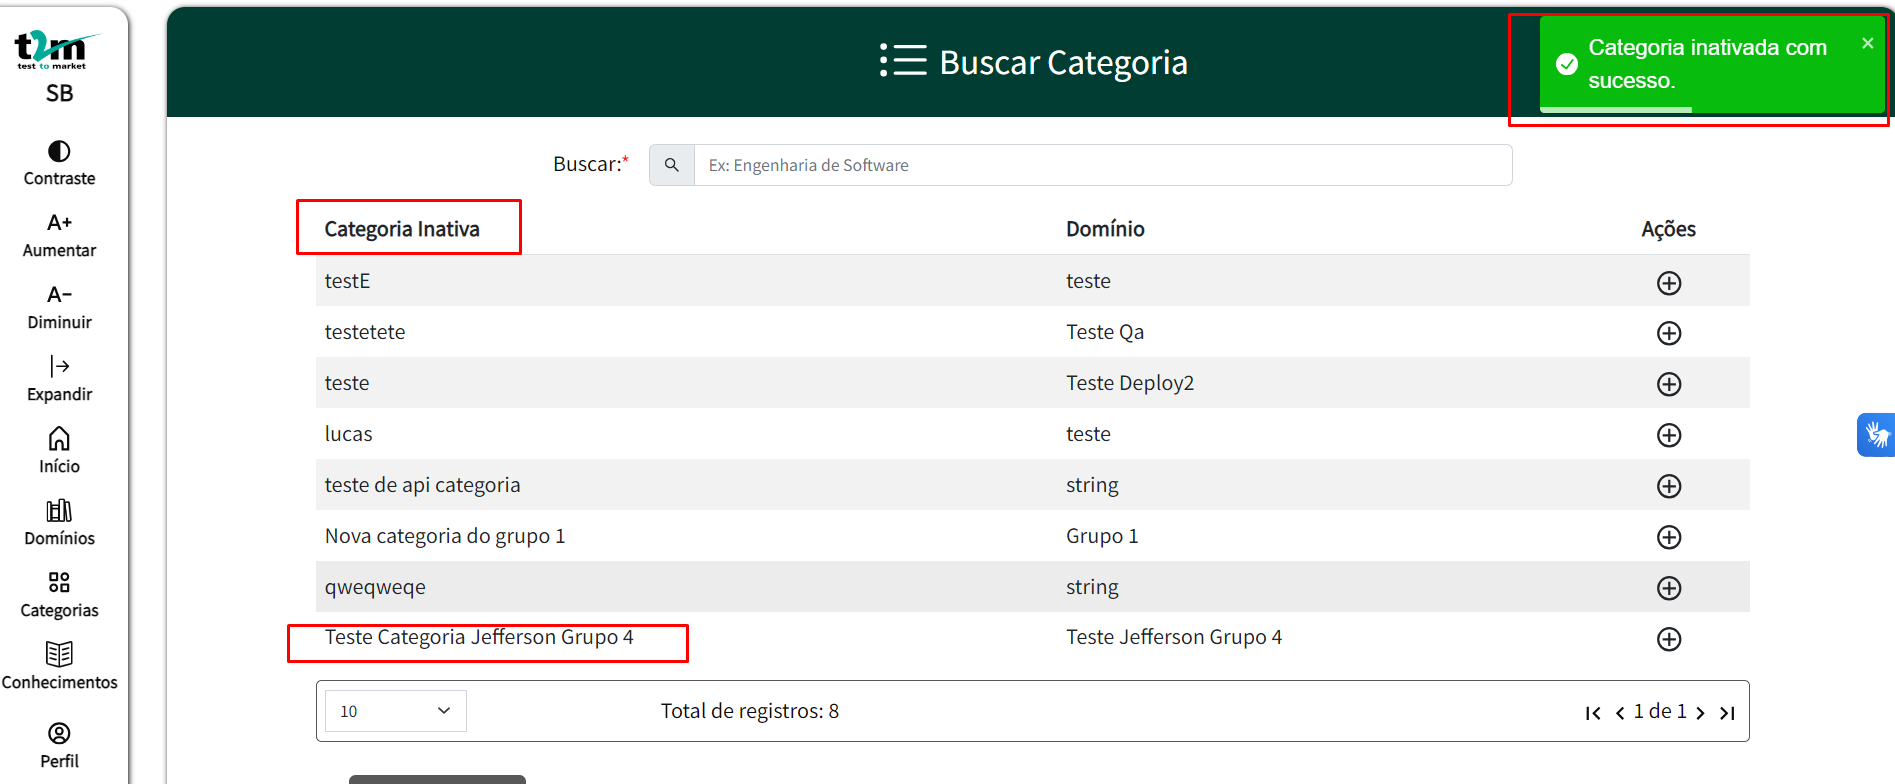 t2m
test to market
SB
Contraste
A+
Aumentar
A-
Diminuir
Expandir
Início
Domínios
Categorias
Conhecimentos
Perfil
Buscar Categoria
Categoria inativada com
sucesso.
Buscar:*
Ex: Engenharia de Software
Categoria Inativa Domínio Ações
testE teste
testetete Teste Qa
teste Teste Deploy2
lucas teste
teste de api categoria string
Nova categoria do grupo 1 Grupo 1
qweqweqe string
Teste Categoria Jefferson Grupo 4 Teste Jefferson Grupo 4
10 Total de registros: 8 1 de 1